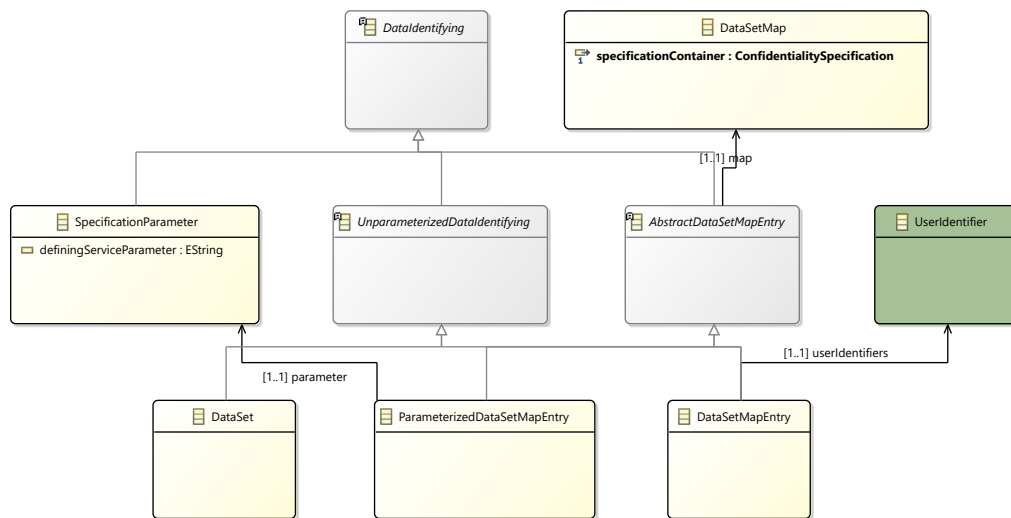 DataIdentifying
DataSetMap
specificationContainer : ConfidentialitySpecification
1
[1..1] map
SpecificationParameter
definingServiceParameter : EString
UnparameterizedDataIdentifying
AbstractDataSetMapEntry
UserIdentifier
[1..1] parameter
[1..1] userIdentifiers
DataSet
ParameterizedDataSetMapEntry
DataSetMapEntry